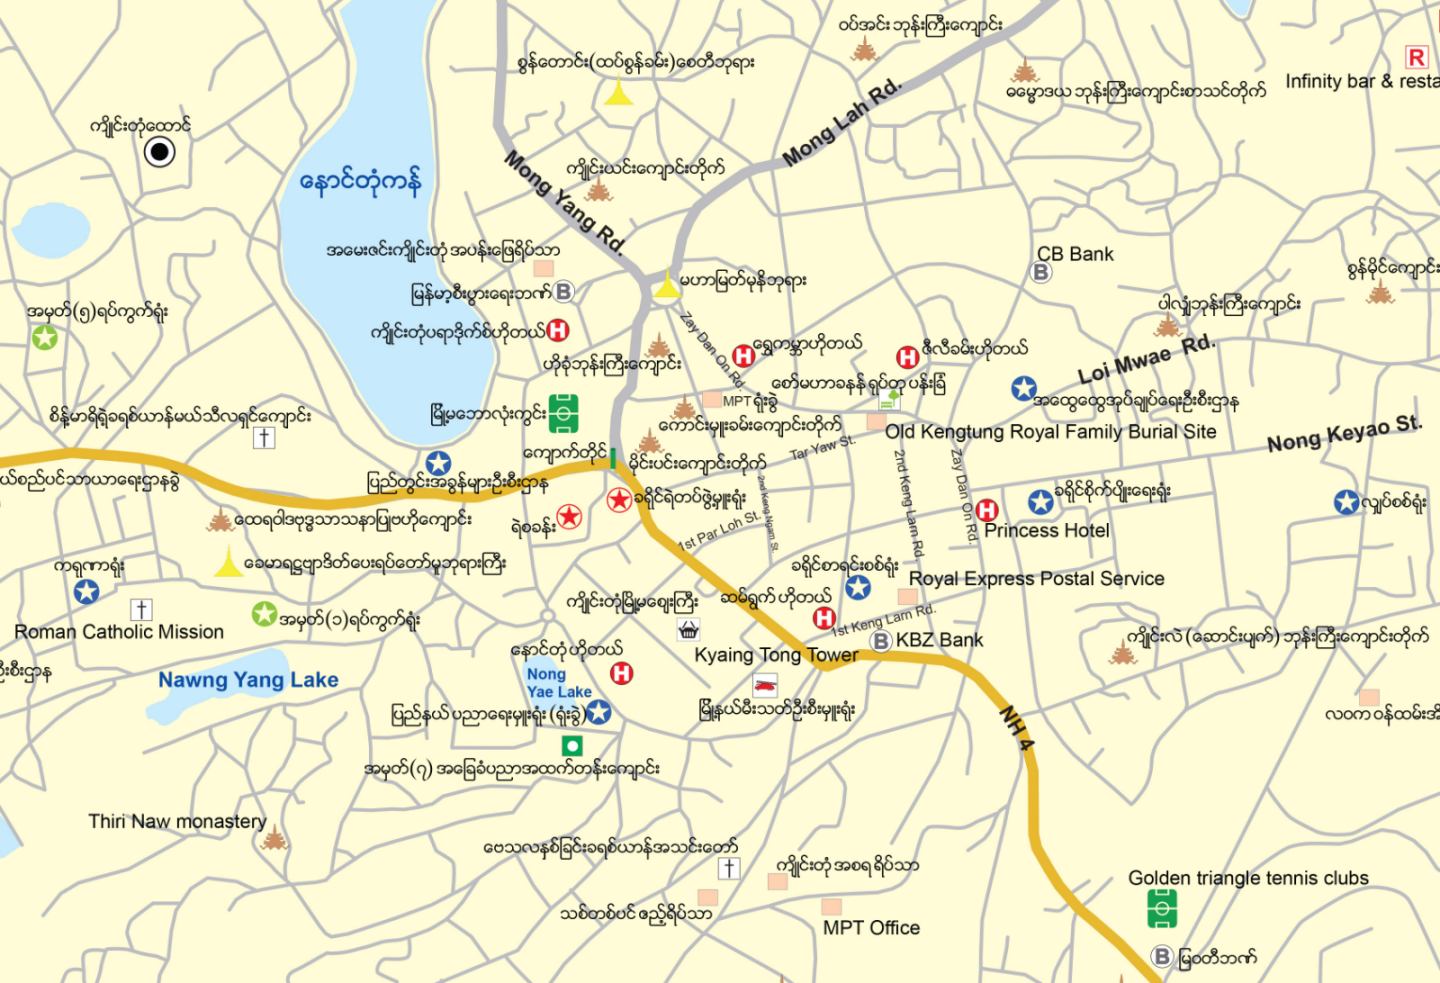 ဝပ်အင်း ဘုန်းကြီးကျောင်း
စွန်တောင်း(ထပ်စွန်ခမ်း)စေတီဘုရား
Infinity bar & resta
ဓမ္မောဒယ ဘုန်းကြီးကျောင်းစာသင်တိုက်
Mong Lah Rd.
ကျိုင်းတုံထောင်
နောင်တုံကန်
ကျိုင်းယင်းကျောင်းတိုက်
Mong Yang Rd.
အမေးဇင်းကျိုင်းတုံ အပန်းဖြေရိပ်သာ
CB Bank
စွန်မိုင်ကျောင်း
မြန်မာ့စီးပွားရေးဘဏ်
မဟာမြတ်မုနိဘုရား
အမှတ်(၅)ရပ်ကွက်ရုံး
ပါလျှံဘုန်းကြီးကျောင်း
ကျိုင်းတုံပရာဒိုက်စ်ဟိုတယ်
Zay Dan On Rd.
ရွှေကမ္ဘာဟိုတယ်
ဇီလီခမ်းဟိုတယ်
Loi Mwae Rd.
ဟိုခုံဘုန်းကြီးကျောင်း
စော်မဟာခနန် ရုပ်တု ပန်းခြံ
MPT ရုံးခွဲ
အထွေထွေအုပ်ချုပ်ရေးဦးစီးဌာန
စိန့်မာရိရဲ့ခရစ်ယာန်မယ်သီလရှင်ကျောင်း
မြို့မဘောလုံးကွင်း
ကောင်းမှူးခမ်းကျောင်းတိုက်
Old Kengtung Royal Family Burial Site
Nong Keyao St.
Tar Yaw St.
ကျောက်တိုင်
မိုင်းပင်းကျောင်းတိုက်
ယ်စည်ပင်သာယာရေးဌာနခွဲ
ပြည်တွင်းအခွန်များဦးစီးဌာန
2nd Keng Ngam St.
2nd Keng Lam Rd
Zay Dan On Rd.
ခရိုင်ရဲတပ်ဖွဲ့မှူးရုံး
ခရိုင်စိုက်ပျိုးရေးရုံး
လျှပ်စစ်ရုံး
ထေရဝါဒဗုဒ္ဓသာသနာပြုဗဟိုကျောင်း
ရဲစခန်း
1st Par Loh St.
Princess Hotel
ကရုဏာရုံး
ခေမာရဋ္ဌဗျာဒိတ်ပေးရပ်တော်မူဘုရားကြီး
ခရိုင်စာရင်းစစ်ရုံး
Royal Express Postal Service
ကျိုင်းတုံမြို့မဈေးကြီး
ဆမ်ရွက် ဟိုတယ်
အမှတ်(၁)ရပ်ကွက်ရုံး
1st Keng Lam Rd.
Roman Catholic Mission
KBZ Bank
ကျိုင်းလဲ (ဆောင်းပျက်) ဘုန်းကြီးကျောင်းတိုက်
နောင်တုံ ဟိုတယ်
Kyaing Tong Tower
ဦးစီးဌာန
Nawng Yang Lake
Nong
Yae Lake
ပြည်နယ် ပညာရေးမှူးရုံး (ရုံးခွဲ)
မြို့နယ်မီးသတ်ဦးစီးမှူးရုံး
NH 4
လဝက ဝန်ထမ်းအိ
အမှတ်(၇) အခြေခံပညာအထက်တန်းကျောင်း
Thiri Naw monastery
ဗေသလနှစ်ခြင်းခရစ်ယာန်အသင်းတော်
ကျိုင်းတုံ အစရ ရိပ်သာ
Golden triangle tennis clubs
သစ်တစ်ပင် ဧည့်ရိပ်သာ
MPT Office
မြဝတီဘဏ်